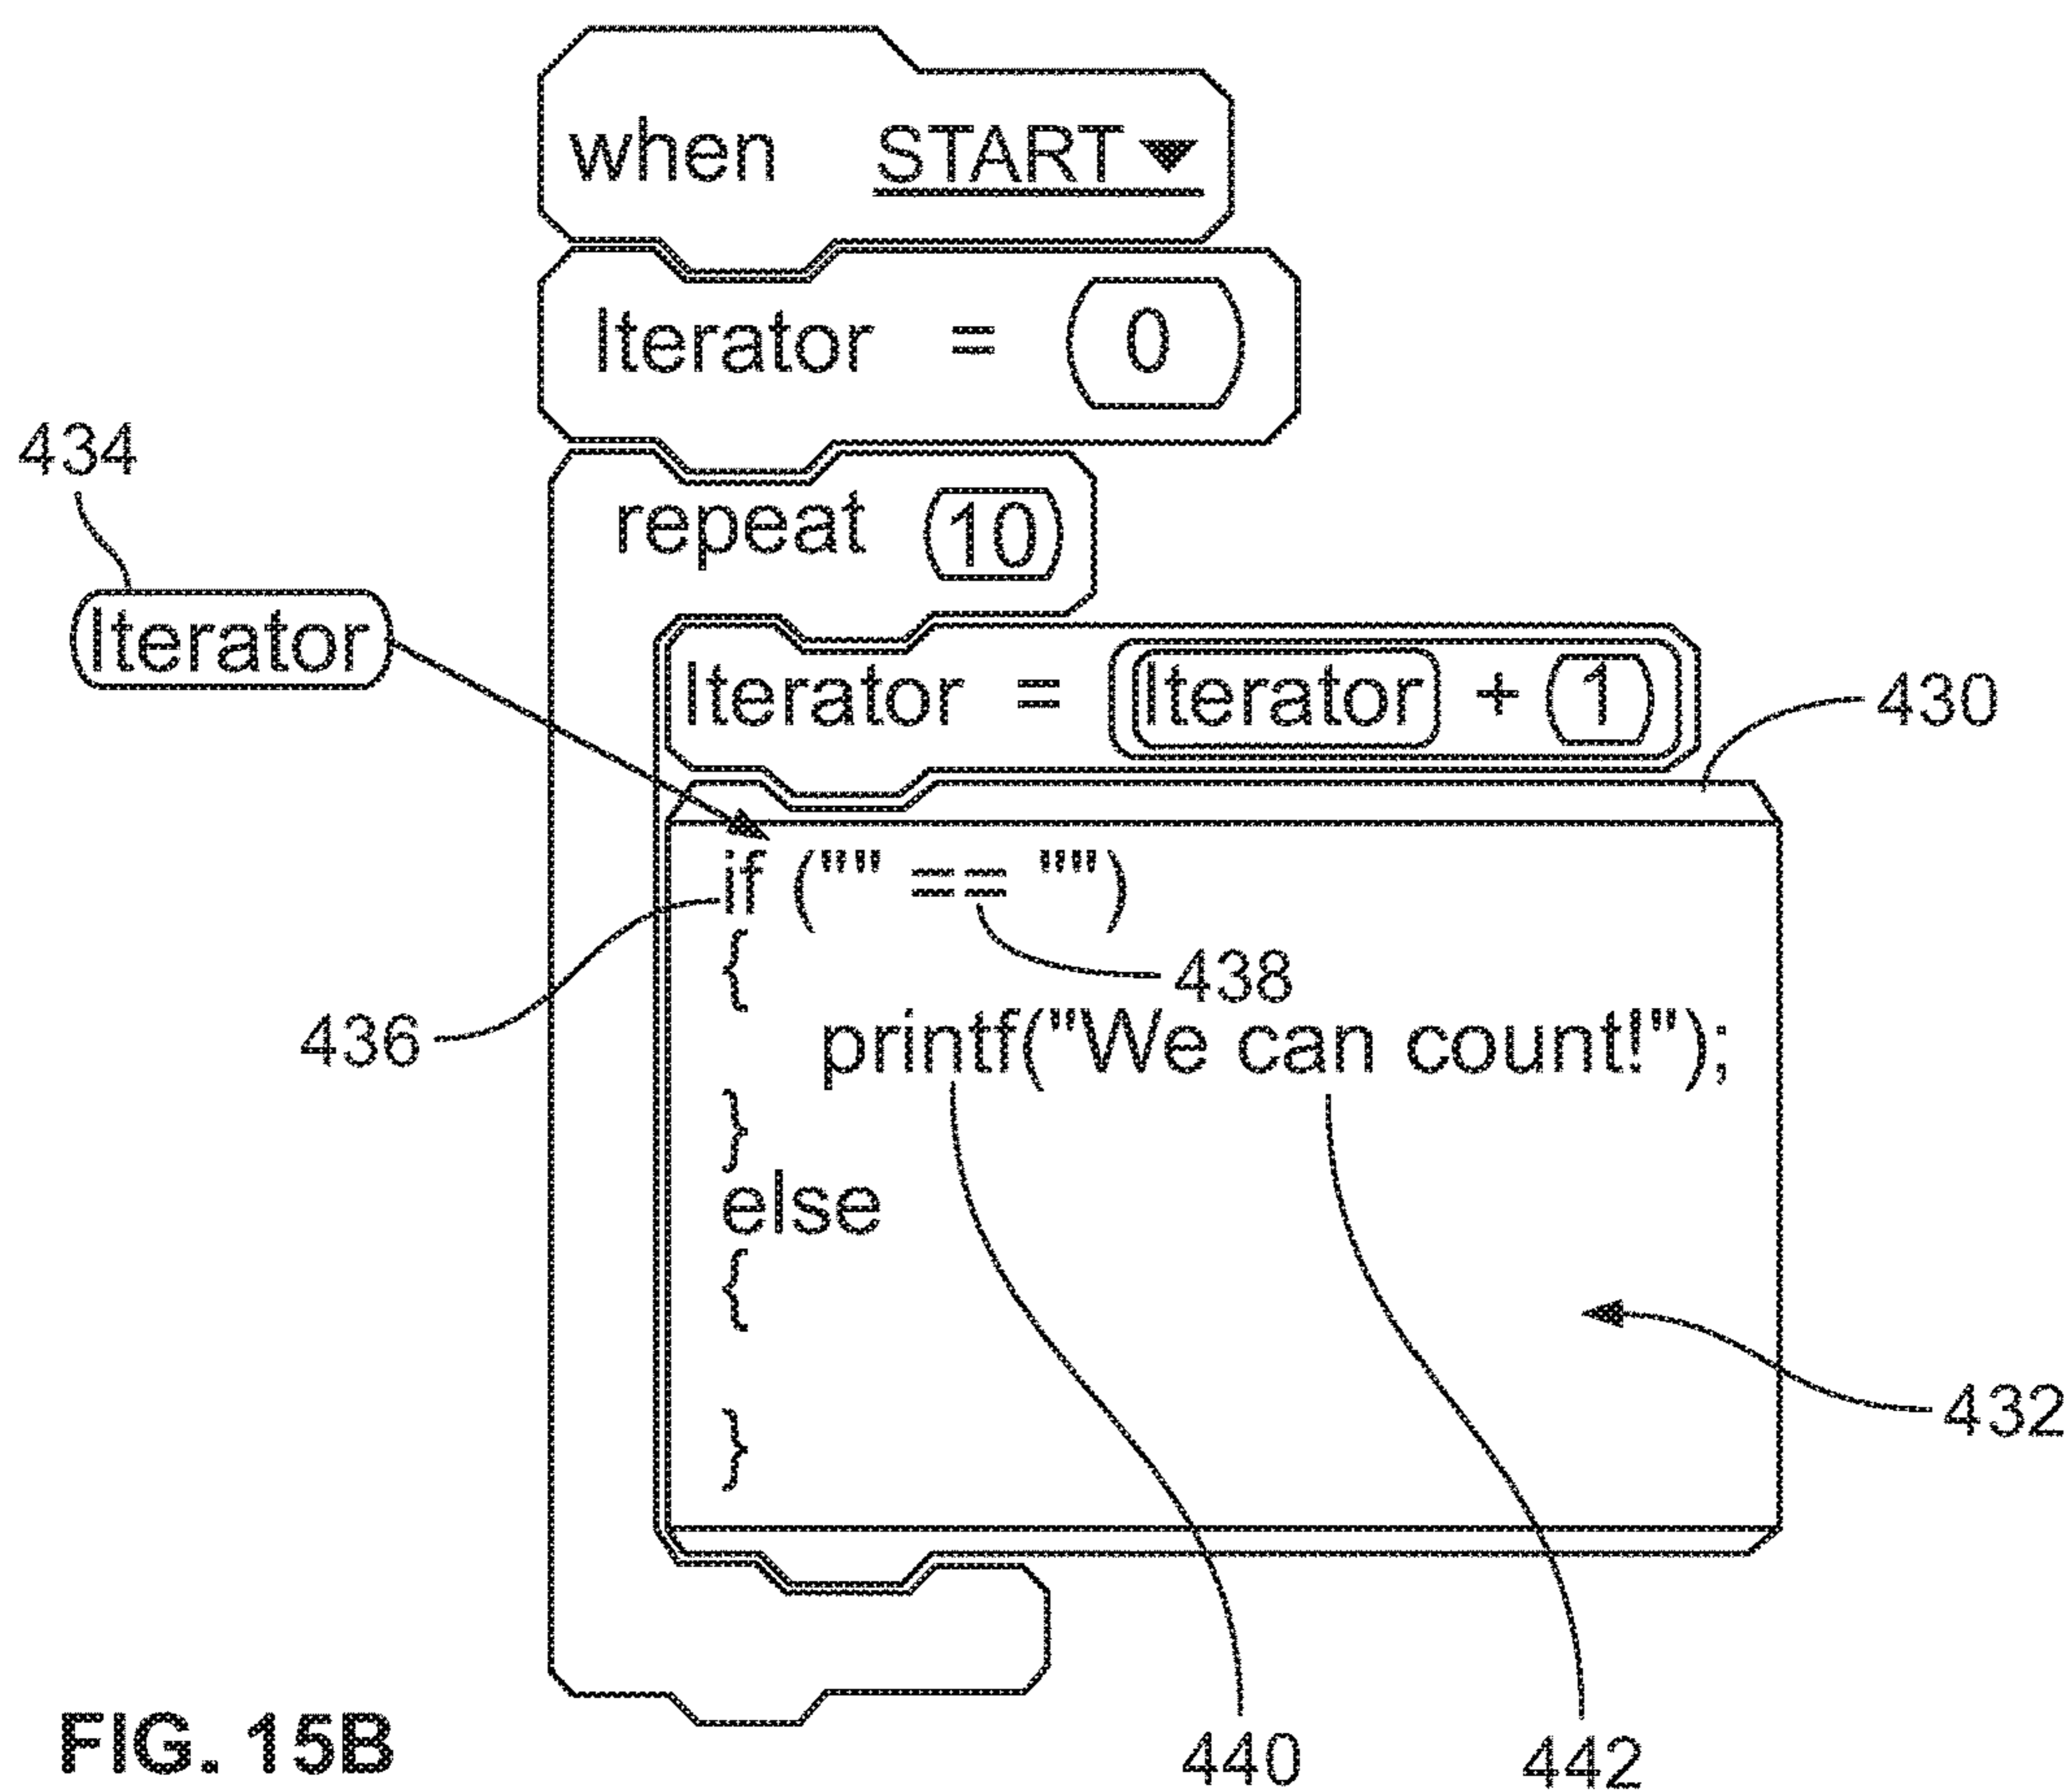 when START
Iterator = 0
434
repeat 10
Iterator
Iterator = Iterator + 1
430
if ("" == "")
{
438
436
printf("We can count!");
}
else
{
432
}
FIG. 15B
440
442